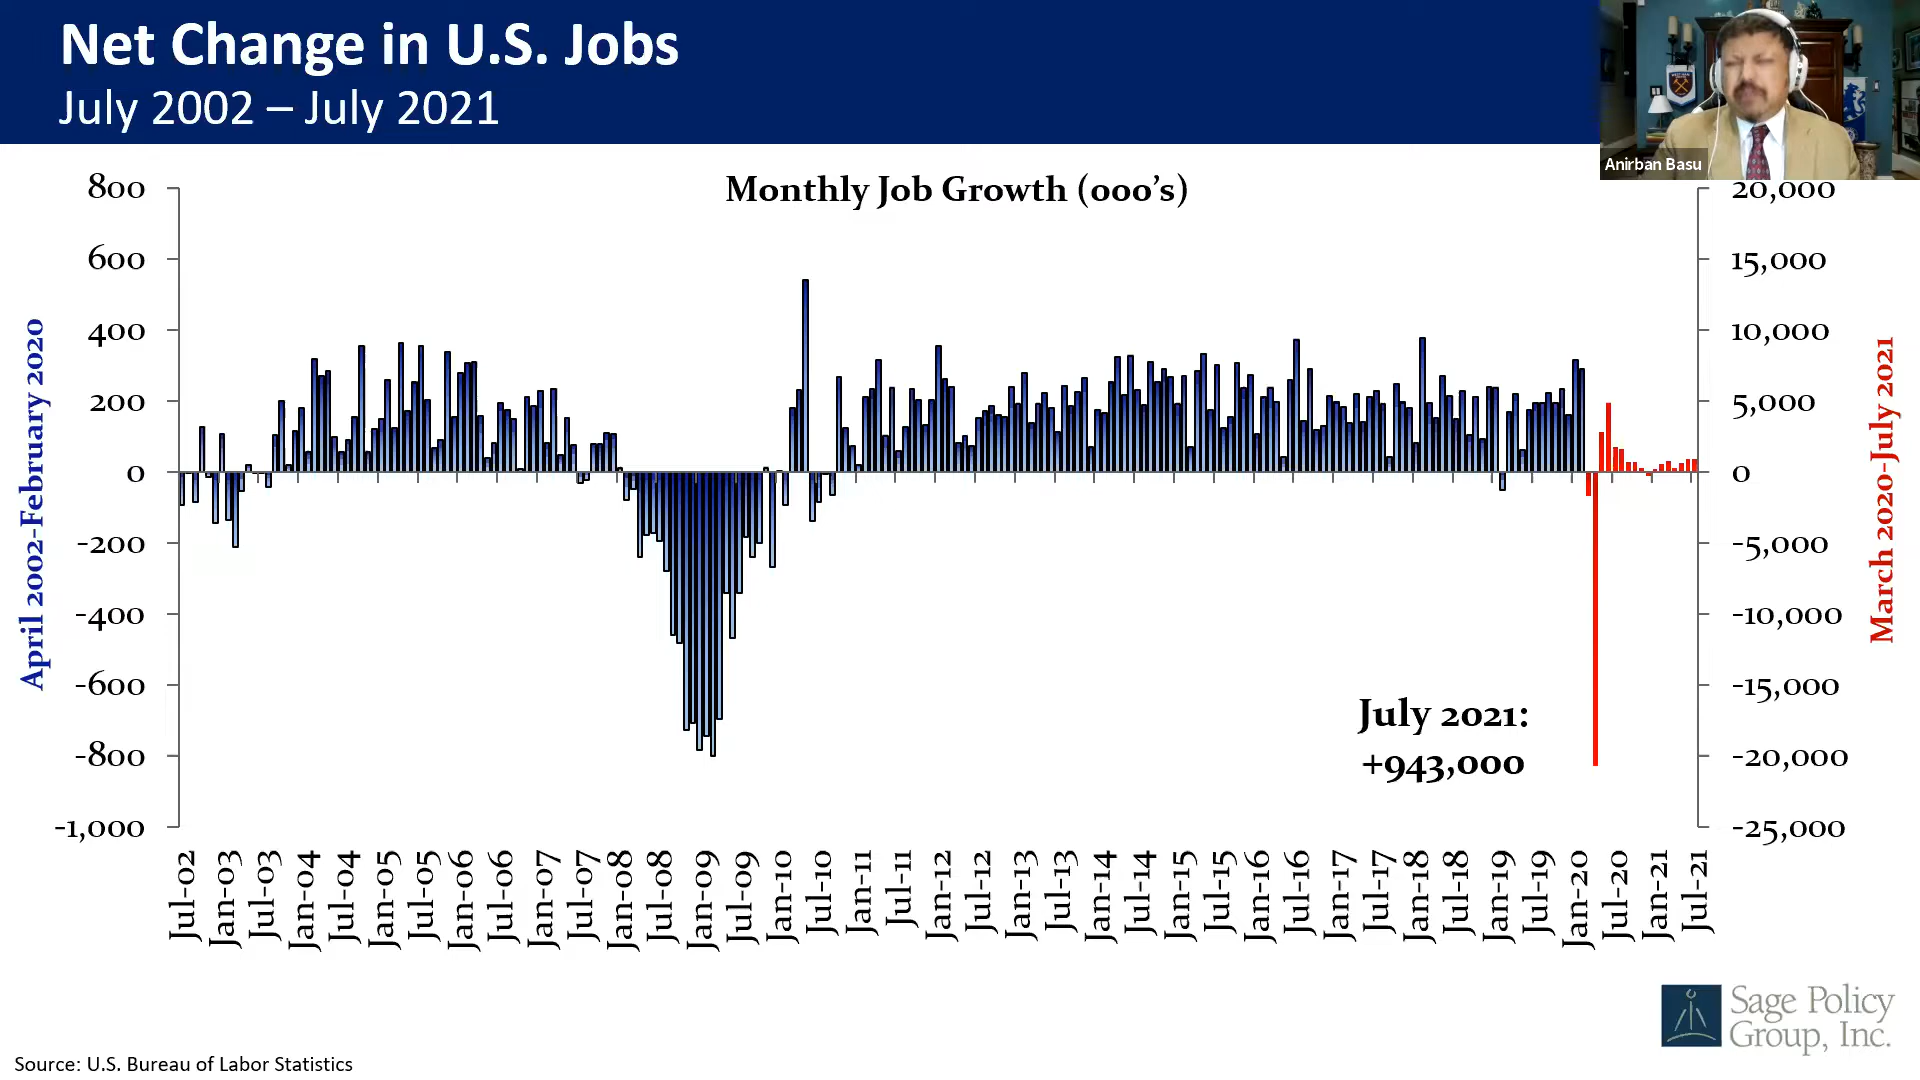 Net Change in U.S. Jobs
July 2002 – July 2021
Anirban Basu
Monthly Job Growth (000's)
800
600
400
200
0
-200
-400
-600
-800
-1,000
April 2002-February 2020
20,000
15,000
10,000
5,000
0
-5,000
-10,000
-15,000
-20,000
-25,000
March 2020-July 2021
July 2021:
+943,000
Jul-02
Jan-03
Jul-03
Jan-04
Jul-04
Jan-05
Jul-05
Jan-06
Jul-06
Jan-07
Jul-07
Jan-08
Jul-08
Jan-09
Jul-09
Jan-10
Jul-10
Jan-11
Jul-11
Jan-12
Jul-12
Jan-13
Jul-13
Jan-14
Jul-14
Jan-15
Jul-15
Jan-16
Jul-16
Jan-17
Jul-17
Jan-18
Jul-18
Jan-19
Jul-19
Jan-20
Jul-20
Jan-21
Jul-21
Sage Policy
Group, Inc.
Source: U.S. Bureau of Labor Statistics